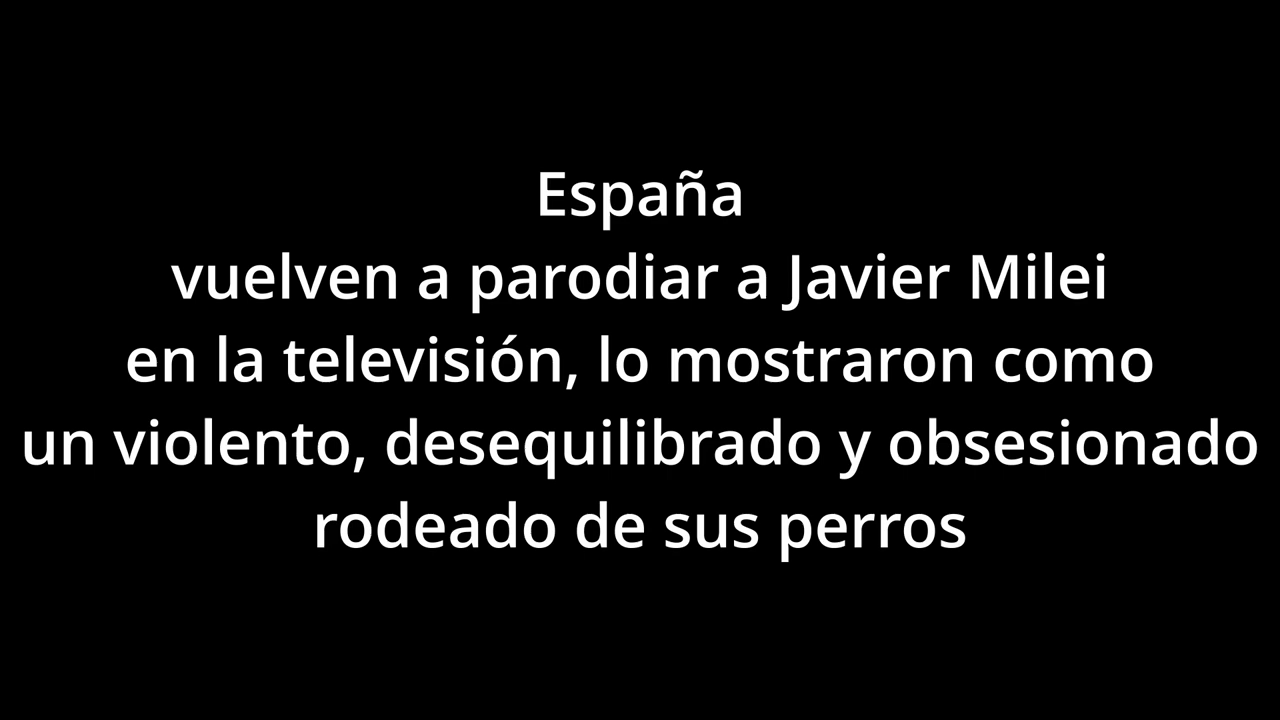 España
vuelven a parodiar a Javier Milei
en la televisión, lo mostraron como
un violento, desequilibrado y obsesionado
rodeado de sus perros